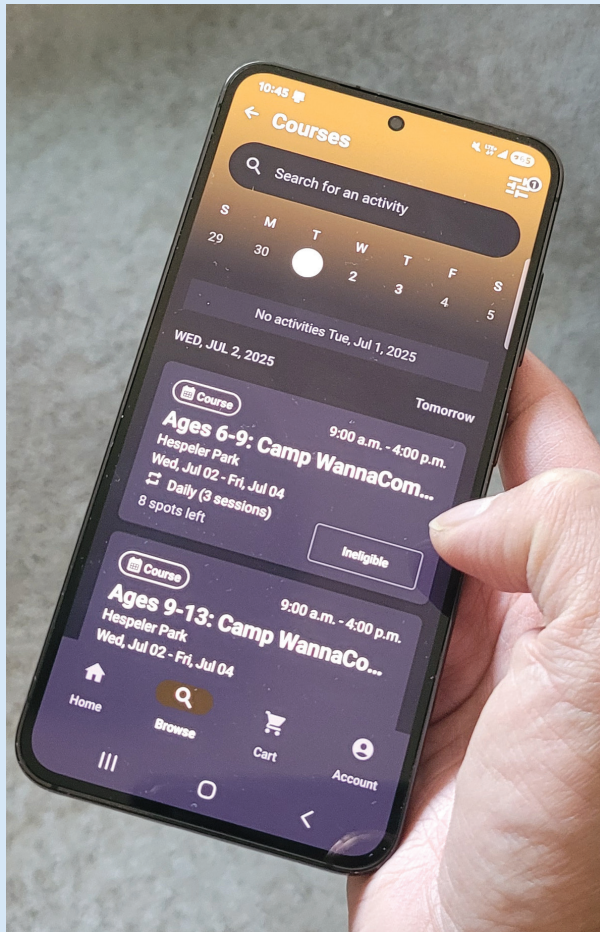 10:45
Courses
Search for an activity
S M T W T F S
29 30 2 3 4 5
No activities Tue, Jul 1, 2025
WED, JUL 2, 2025
Tomorrow
Course
9:00 a.m. - 4:00 p.m.
Ages 6-9: Camp WannaCom...
Hespeler Park
Wed, Jul 02 - Fri, Jul 04
Daily (3 sessions)
8 spots left
Ineligible
Course
9:00 a.m. - 4:00 p.m.
Ages 9-13: Camp WannaCo...
Hespeler Park
Wed, Jul 02 - Fri, Jul 04
Home
Browse
Cart
Account